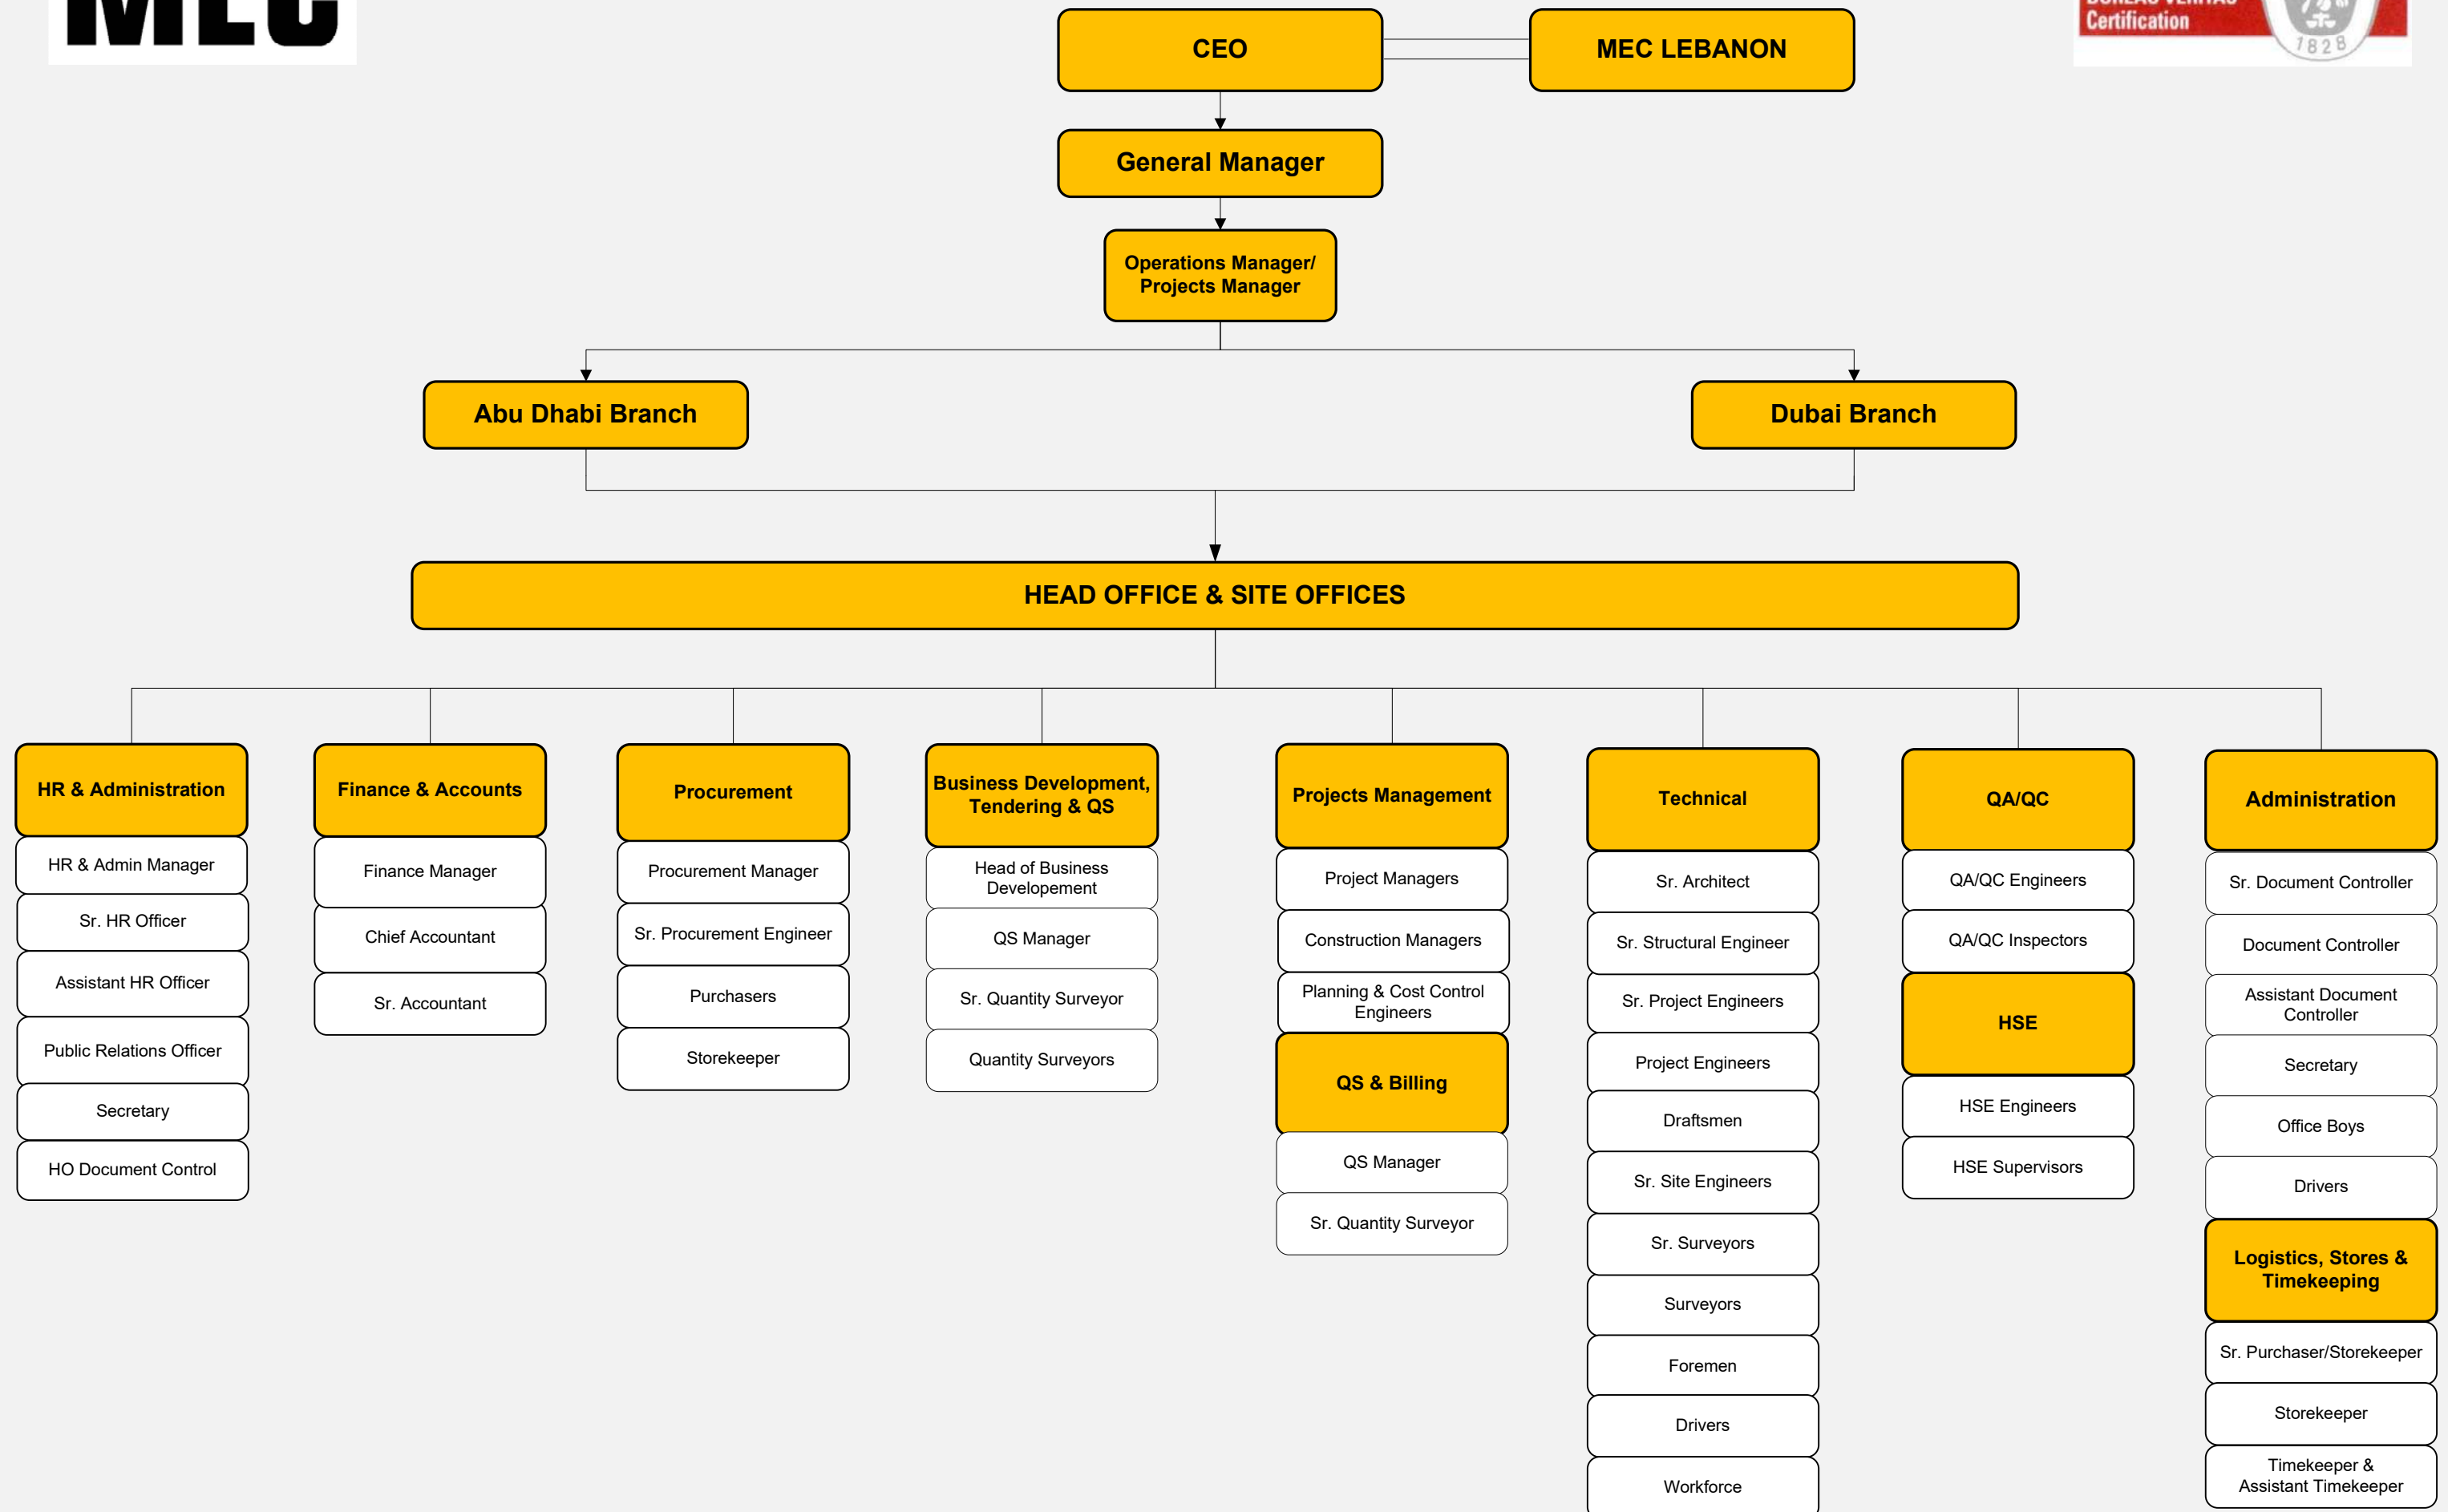 MEC
BUREAU VERITAS
Certification
1828
CEO
MEC LEBANON
General Manager
Operations Manager/
Projects Manager
Abu Dhabi Branch
Dubai Branch
HEAD OFFICE & SITE OFFICES
HR & Administration
HR & Admin Manager
Sr. HR Officer
Assistant HR Officer
Public Relations Officer
Secretary
HO Document Control
Finance & Accounts
Finance Manager
Chief Accountant
Sr. Accountant
Procurement
Procurement Manager
Sr. Procurement Engineer
Purchasers
Storekeeper
Business Development,
Tendering & QS
Head of Business
Developement
QS Manager
Sr. Quantity Surveyor
Quantity Surveyors
Projects Management
Project Managers
Construction Managers
Planning & Cost Control
Engineers
QS & Billing
QS Manager
Sr. Quantity Surveyor
Technical
Sr. Architect
Sr. Structural Engineer
Sr. Project Engineers
Project Engineers
Draftsmen
Sr. Site Engineers
Sr. Surveyors
Surveyors
Foremen
Drivers
Workforce
QA/QC
QA/QC Engineers
QA/QC Inspectors
HSE
HSE Engineers
HSE Supervisors
Administration
Sr. Document Controller
Document Controller
Assistant Document
Controller
Secretary
Office Boys
Drivers
Logistics, Stores &
Timekeeping
Sr. Purchaser/Storekeeper
Storekeeper
Timekeeper &
Assistant Timekeeper